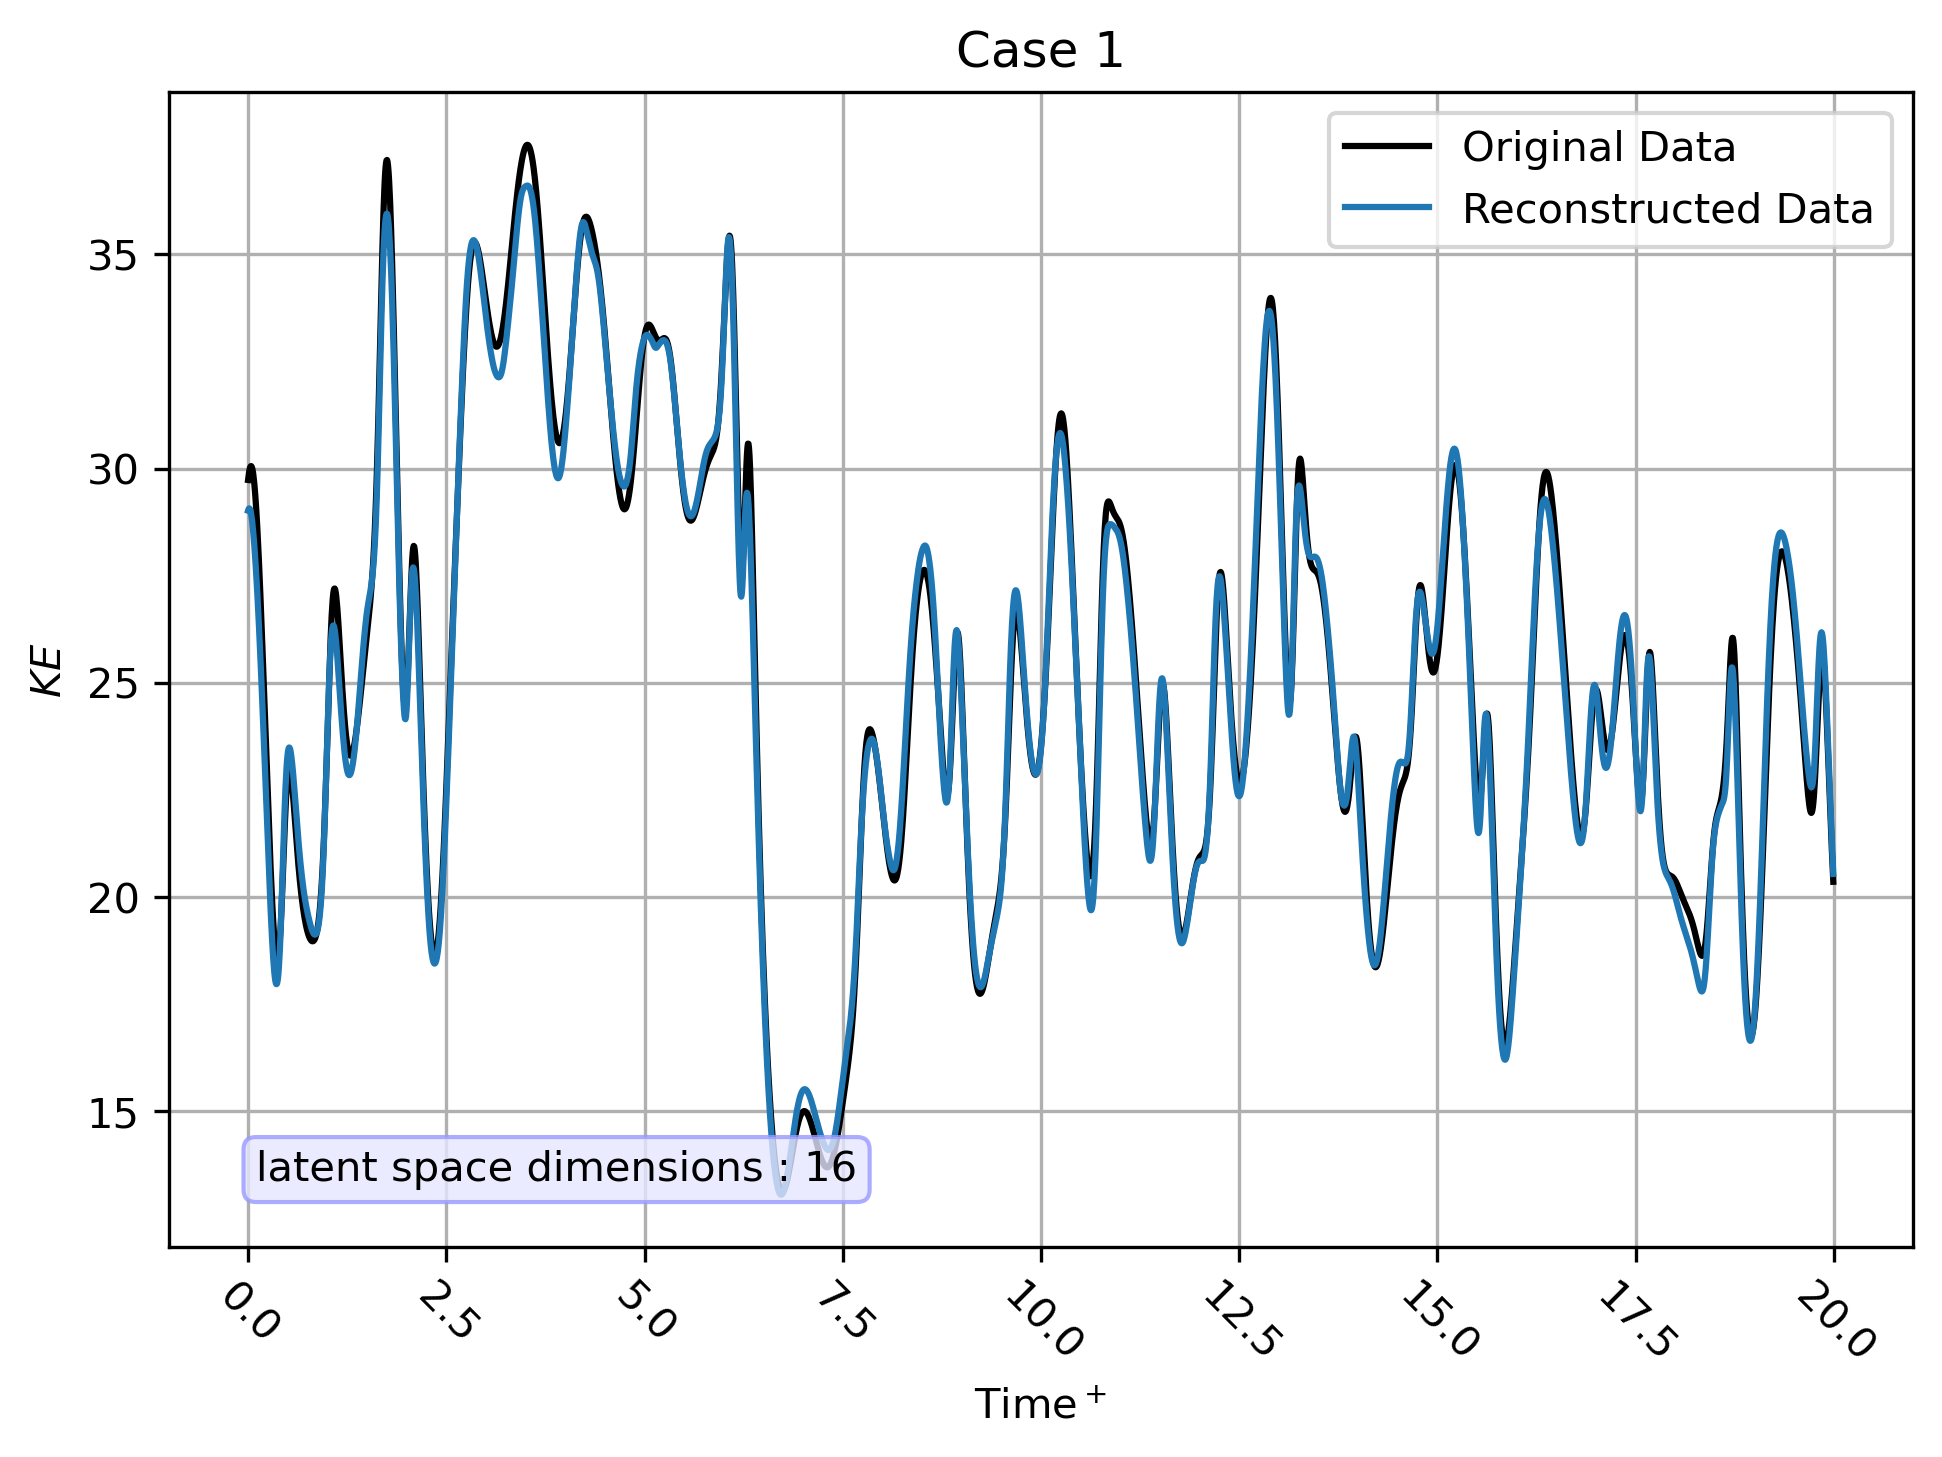 Case 1
Original Data
Reconstructed Data
KE
35
30
25
20
15
latent space dimensions : 16
0.0 2.5 5.0 7.5 10.0 12.5 15.0 17.5 20.0
Time⁺